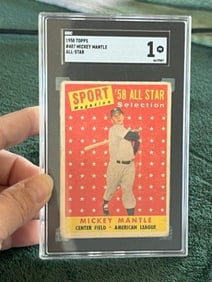 1958 TOPPS
#487 MICKEY MANTLE
ALL-STAR
SGC
1
SPORT
Magazine
'58 ALL STAR
Selection
MICKEY MANTLE
CENTER FIELD - AMERICAN LEAGUE